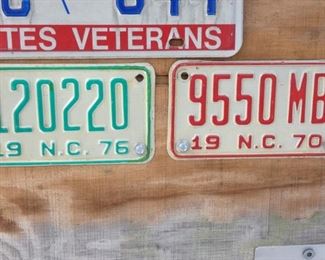 TES VETERANS
120220
19 N.C. 76
9550 MB
19 N.C. 70